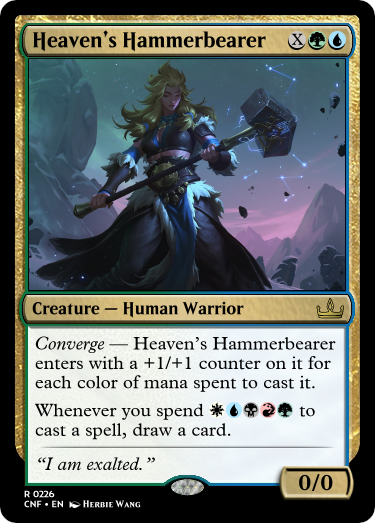 Heaven's Hammerbearer X
Creature — Human Warrior
Converge — Heaven's Hammerbearer
enters with a +1/+1 counter on it for
each color of mana spent to cast it.
Whenever you spend to
cast a spell, draw a card.
“I am exalted.”
0/0
R 0226
CNF • EN Herbie Wang